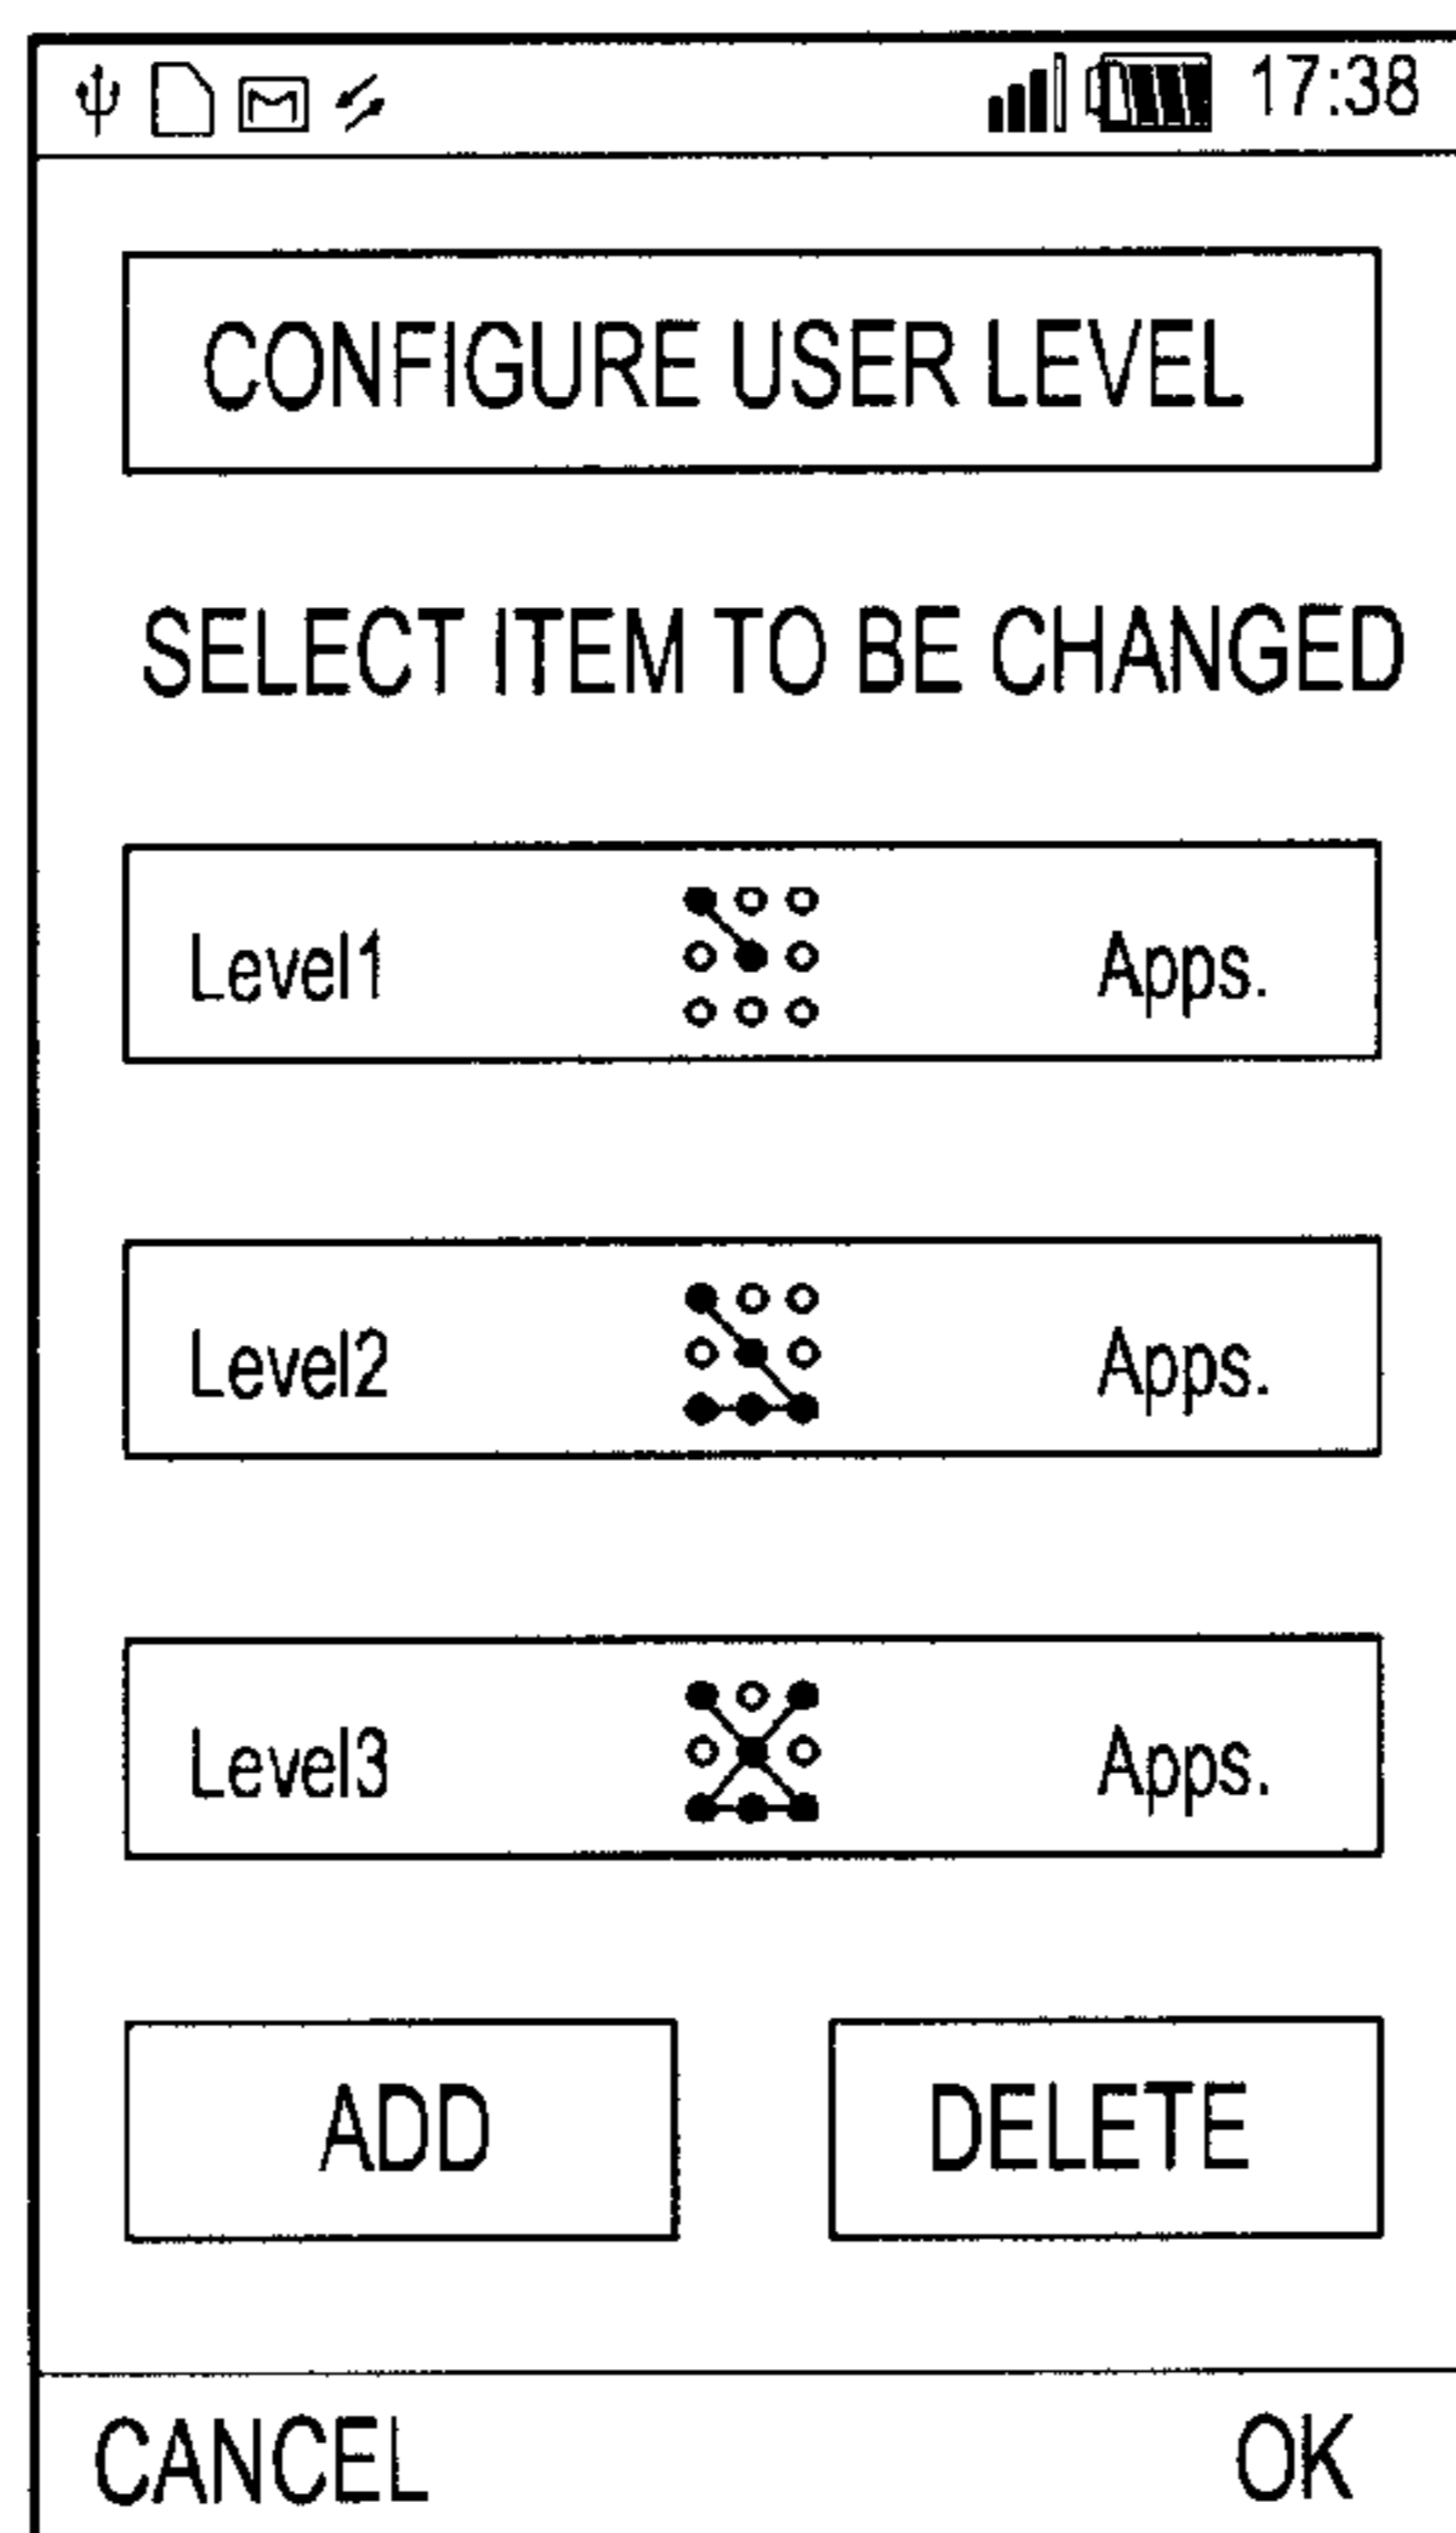 17:38
CONFIGURE USER LEVEL
SELECT ITEM TO BE CHANGED
Level1 Apps.
Level2 Apps.
Level3 Apps.
ADD DELETE
CANCEL OK